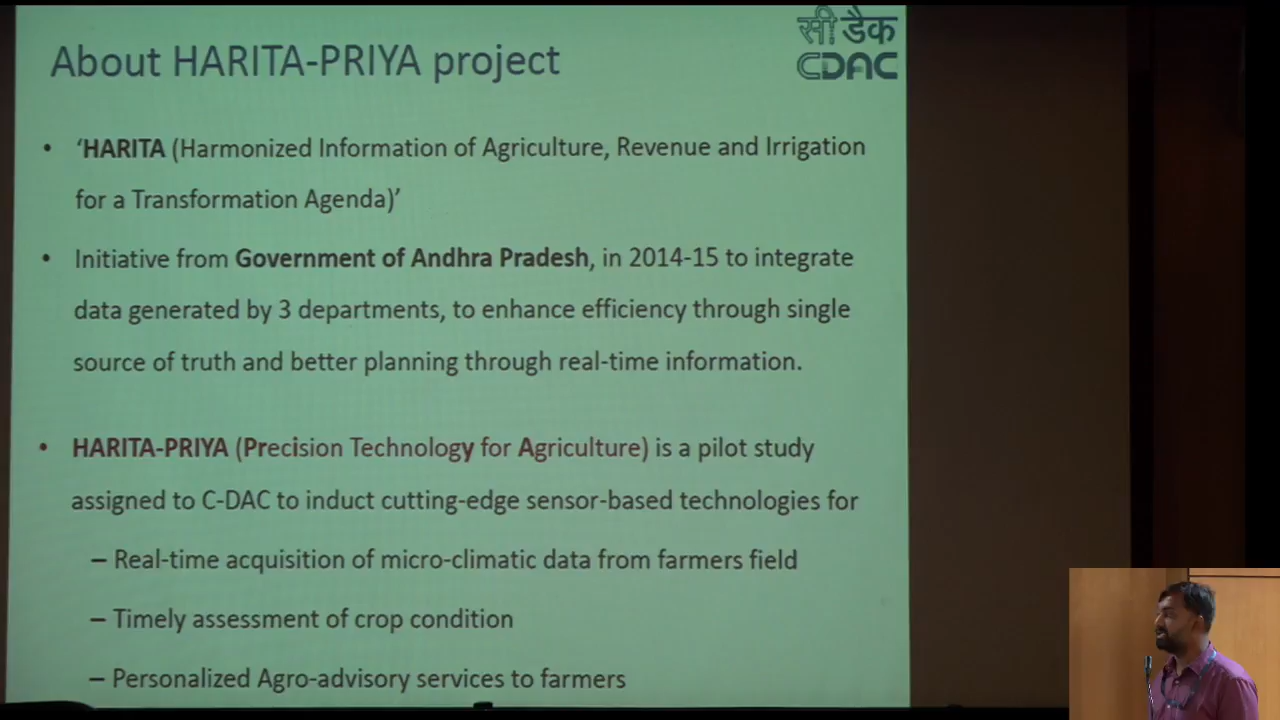 सी डैक
CDAC
About HARITA-PRIYA project
• ‘HARITA (Harmonized Information of Agriculture, Revenue and Irrigation
for a Transformation Agenda)’
• Initiative from Government of Andhra Pradesh, in 2014-15 to integrate
data generated by 3 departments, to enhance efficiency through single
source of truth and better planning through real-time information.
• HARITA-PRIYA (Precision Technology for Agriculture) is a pilot study
assigned to C-DAC to induct cutting-edge sensor-based technologies for
– Real-time acquisition of micro-climatic data from farmers field
– Timely assessment of crop condition
– Personalized Agro-advisory services to farmers